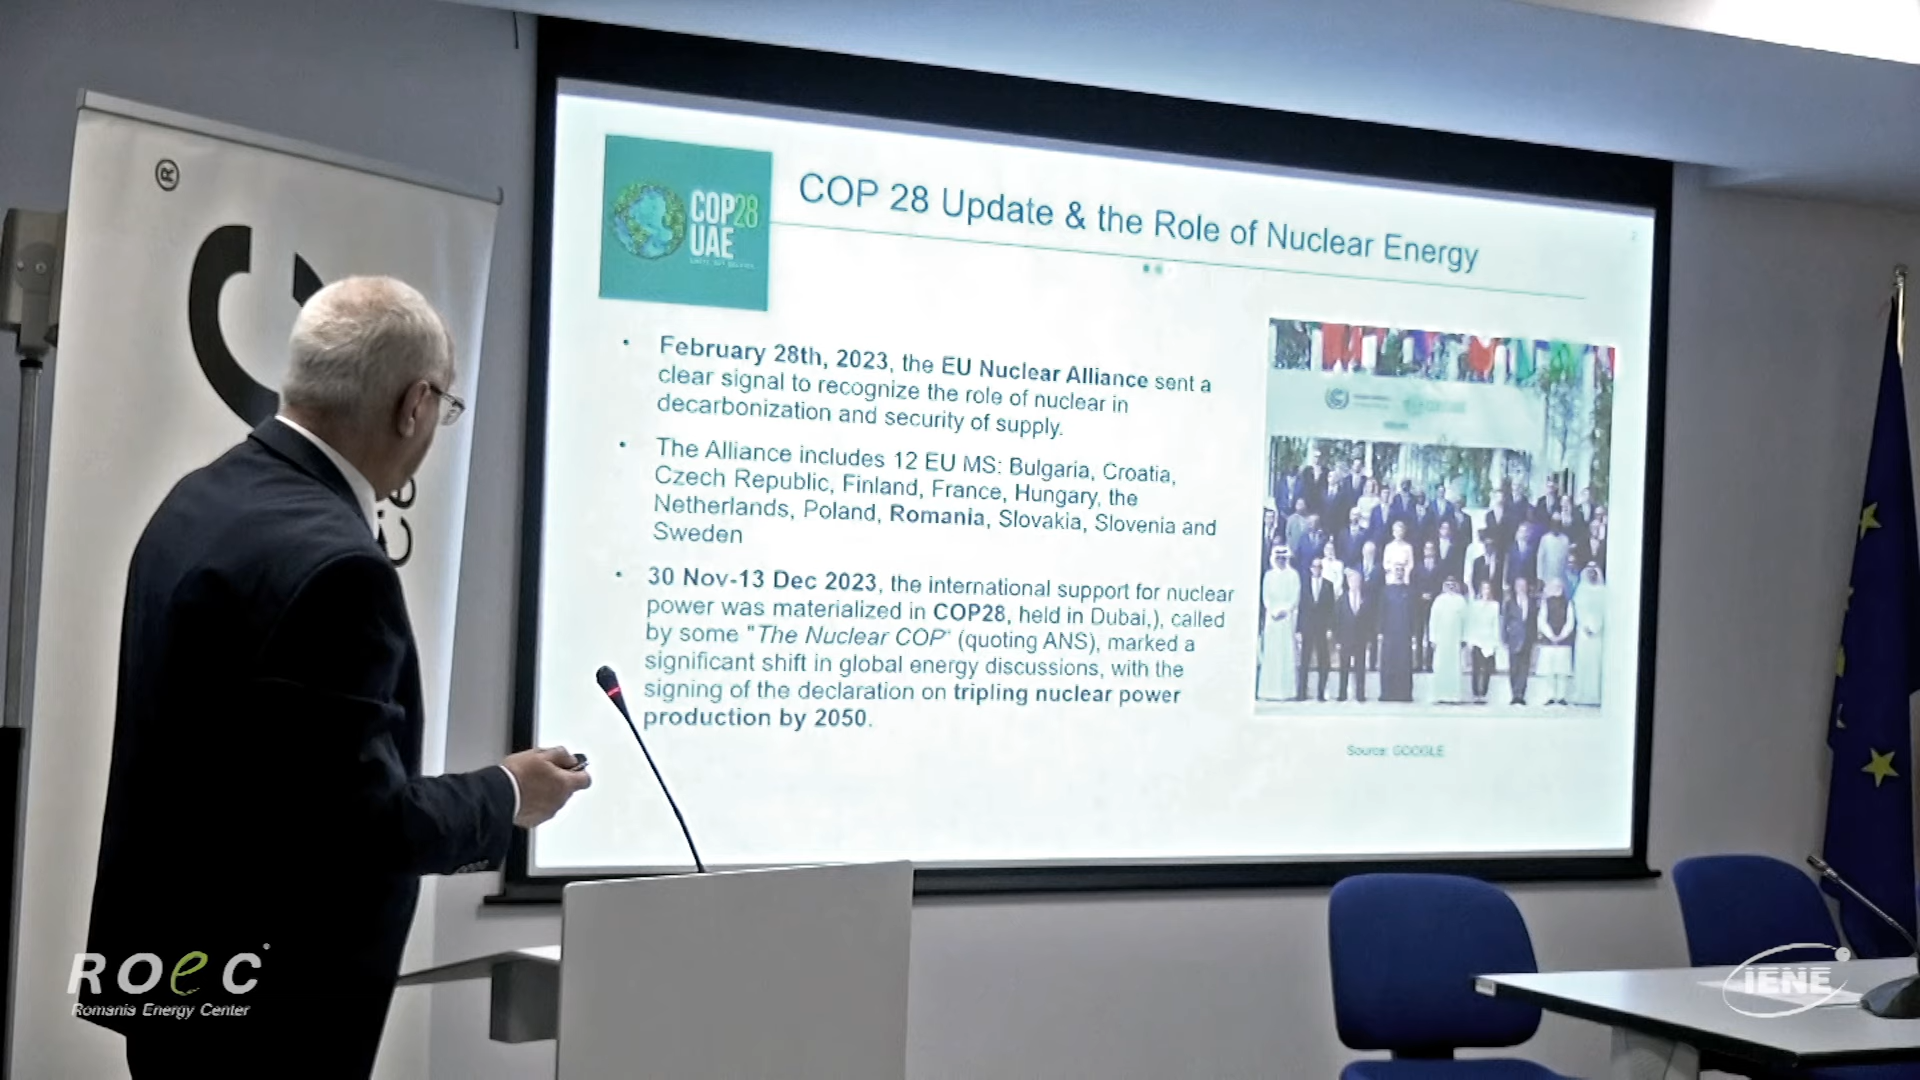 ®
COP28
UAE
COP 28 Update & the Role of Nuclear Energy
2
• February 28th, 2023, the EU Nuclear Alliance sent a
clear signal to recognize the role of nuclear in
decarbonization and security of supply.
• The Alliance includes 12 EU MS: Bulgaria, Croatia,
Czech Republic, Finland, France, Hungary, the
Netherlands, Poland, Romania, Slovakia, Slovenia and
Sweden
• 30 Nov-13 Dec 2023, the international support for nuclear
power was materialized in COP28, held in Dubai,), called
by some "The Nuclear COP" (quoting ANS), marked a
significant shift in global energy discussions, with the
signing of the declaration on tripling nuclear power
production by 2050.
Source: GOOGLE
ROeC
Romania Energy Center
IENE